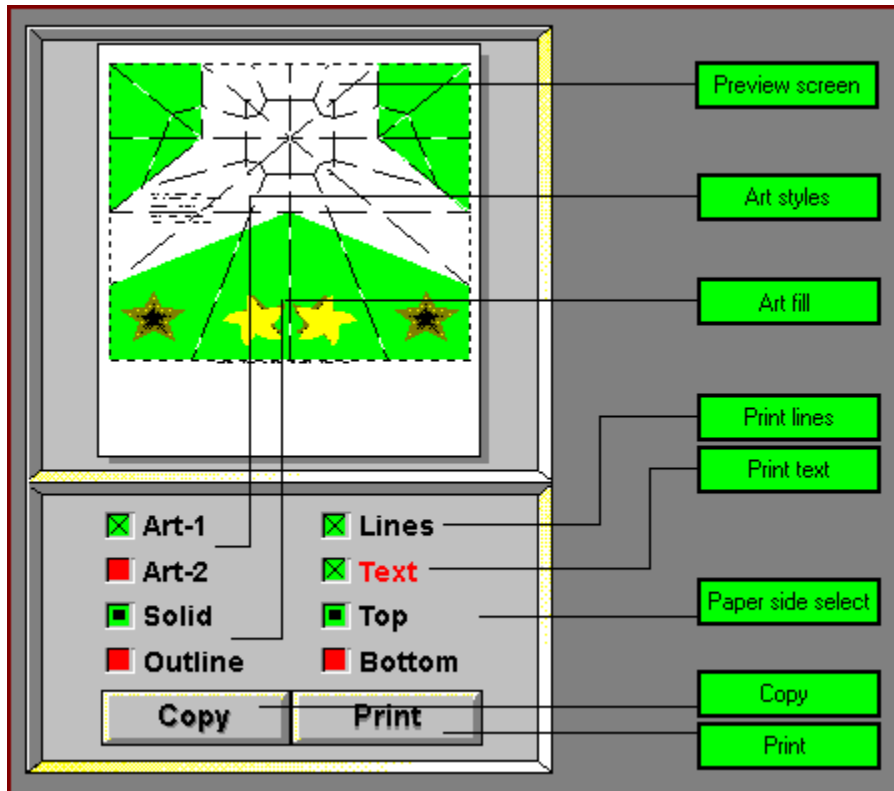 Preview screen
Art styles
Art fill
Print lines
Print text
Art-1
Lines
Art-2
Text
Solid
Top
Paper side select
Outline
Bottom
Copy
Print
Copy
Print